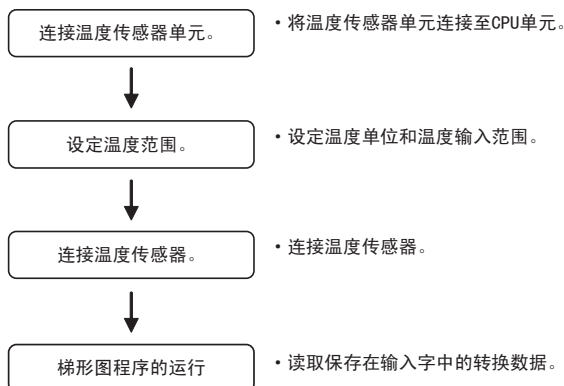 连接温度传感器单元。
•将温度传感器单元连接至CPU单元。
设定温度范围。
•设定温度单位和温度输入范围。
连接温度传感器。
•连接温度传感器。
梯形图程序的运行
•读取保存在输入字中的转换数据。